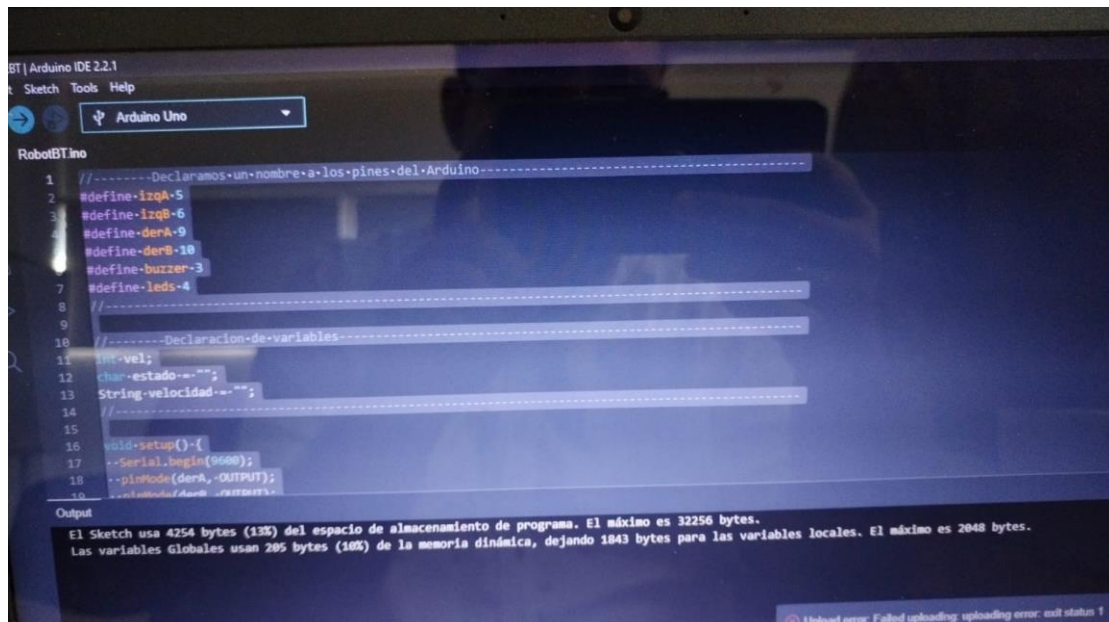 BT | Arduino IDE 2.2.1
t Sketch Tools Help
Arduino Uno
RobotBT.ino
1 //--------Declaramos·un·nombre·a·los·pines·del·Arduino--------------------------------------------------
2 #define·izqA·5
3 #define·izqB·6
4 #define·derA·9
#define·derB·10
#define·buzzer·3
7 #define·leds·4
8 //----------------------------------------------------------------------------------------------------
9
10 //--------Declaracion·de·variables------------------------------------------------------------------
11 int·vel;
12 char·estado·=·"";
13 String·velocidad·=·"";
14 //----------------------------------------------------------------------------------------------------
15
16 void·setup()·{
17 ··Serial.begin(9600);
18 ··pinMode(derA,·OUTPUT);
19 ··pinMode(derB,·OUTPUT);
Output
El Sketch usa 4254 bytes (13%) del espacio de almacenamiento de programa. El máximo es 32256 bytes.
Las variables Globales usan 205 bytes (10%) de la memoria dinámica, dejando 1843 bytes para las variables locales. El máximo es 2048 bytes.
Upload error: Failed uploading: uploading error: exit status 1